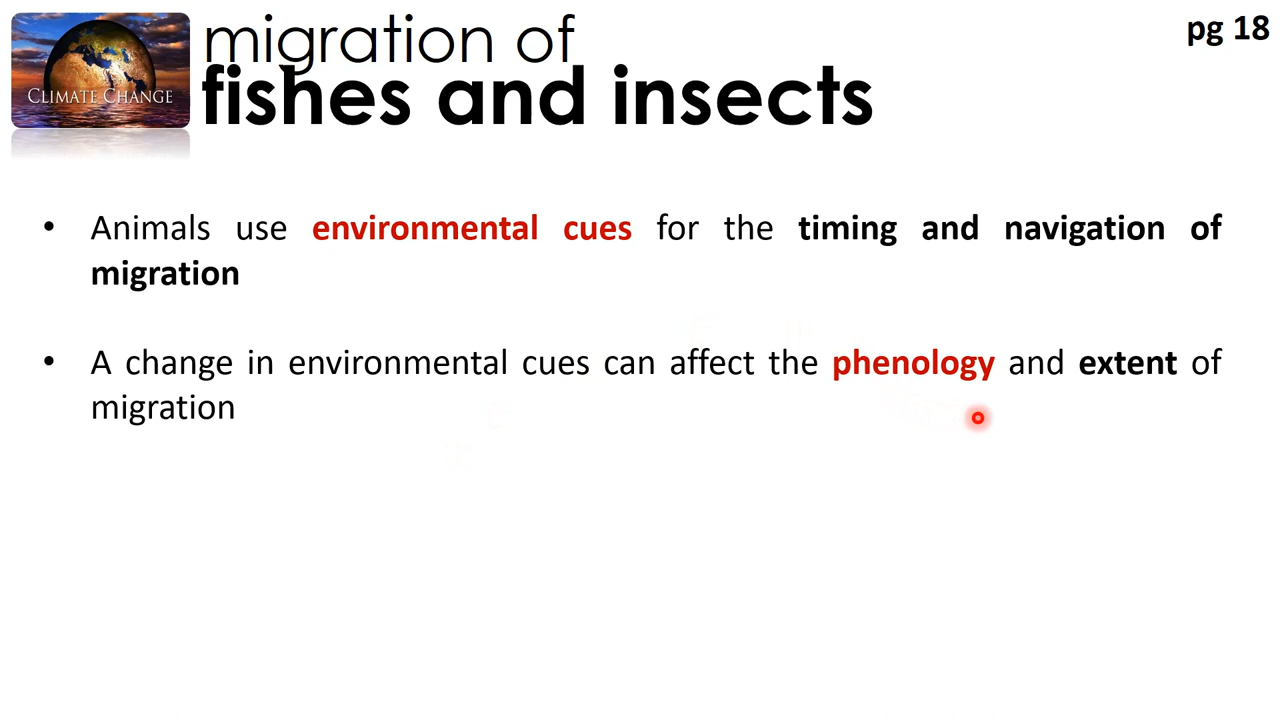 pg 18
migration of
fishes and insects
CLIMATE CHANGE
• Animals use environmental cues for the timing and navigation of
migration
• A change in environmental cues can affect the phenology and extent of
migration